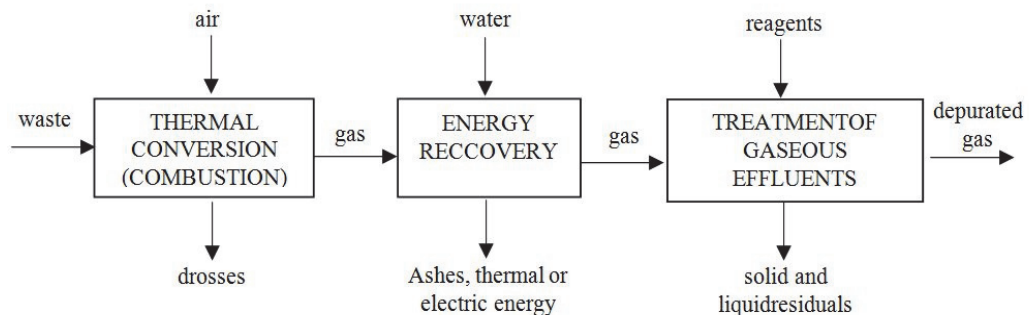 air
water
reagents
waste
THERMAL
CONVERSION
(COMBUSTION)
gas
ENERGY
RECCOVERY
gas
TREATMENTOF
GASEOUS
EFFLUENTS
depurated
gas
drosses
Ashes, thermal or
electric energy
solid and
liquidresiduals